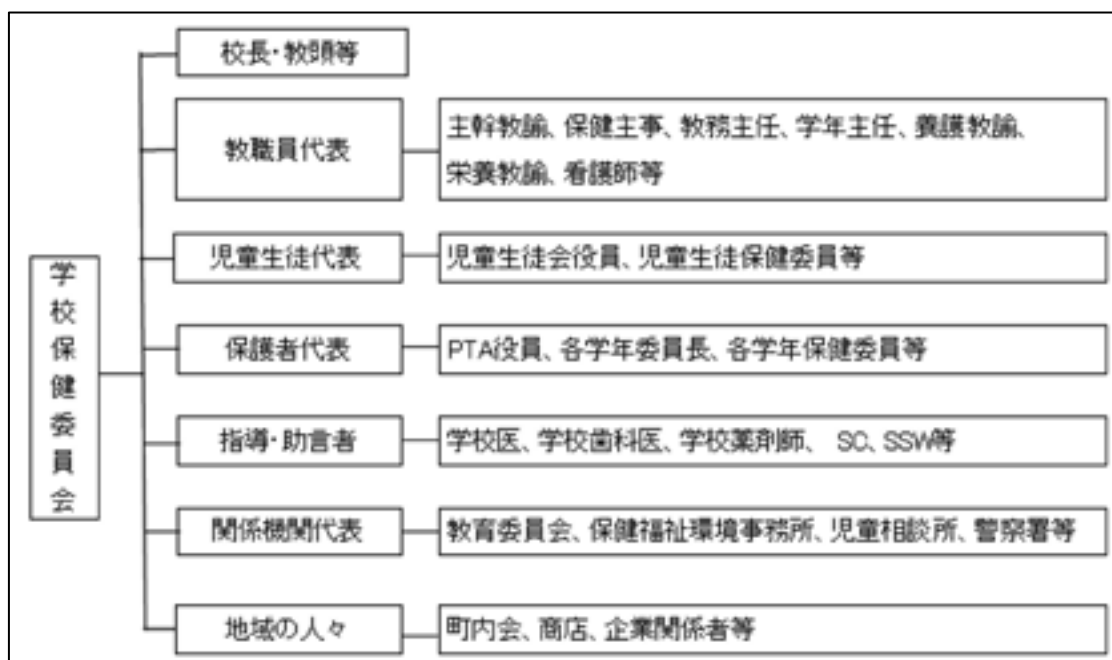 学校保健委員会
校長・教頭等
教職員代表
主幹教諭、保健主事、教務主任、学年主任、養護教諭、
栄養教諭、看護師等
児童生徒代表
児童生徒会役員、児童生徒保健委員等
保護者代表
PTA役員、各学年委員長、各学年保健委員等
指導・助言者
学校医、学校歯科医、学校薬剤師、 SC、SSW等
関係機関代表
教育委員会、保健福祉環境事務所、児童相談所、警察署等
地域の人々
町内会、商店、企業関係者等